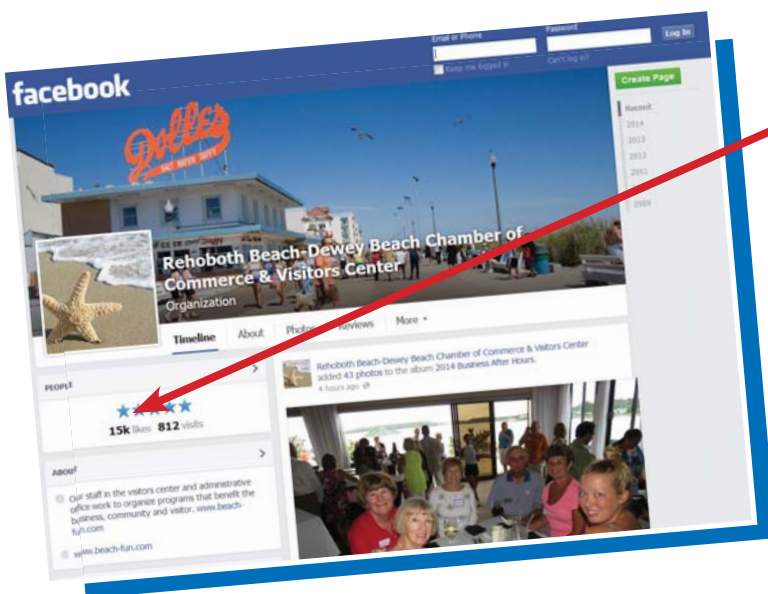 Email or Phone
Password
Log In
Keep me logged in
Can't log in?
facebook
Create Page
Recent
2014
2013
2012
2011
2009
Dolles
SALT WATER TAFFY
Rehoboth Beach-Dewey Beach Chamber of
Commerce & Visitors Center
Organization
Timeline
About
Photos
Reviews
More
PEOPLE
15k likes 812 visits
ABOUT
Our staff in the visitors center and administrative
office work to organize programs that benefit the
business, community and visitor. www.beach-
fun.com
www.beach-fun.com
Rehoboth Beach-Dewey Beach Chamber of Commerce & Visitors Center
added 43 photos to the album 2014 Business After Hours.
4 hours ago